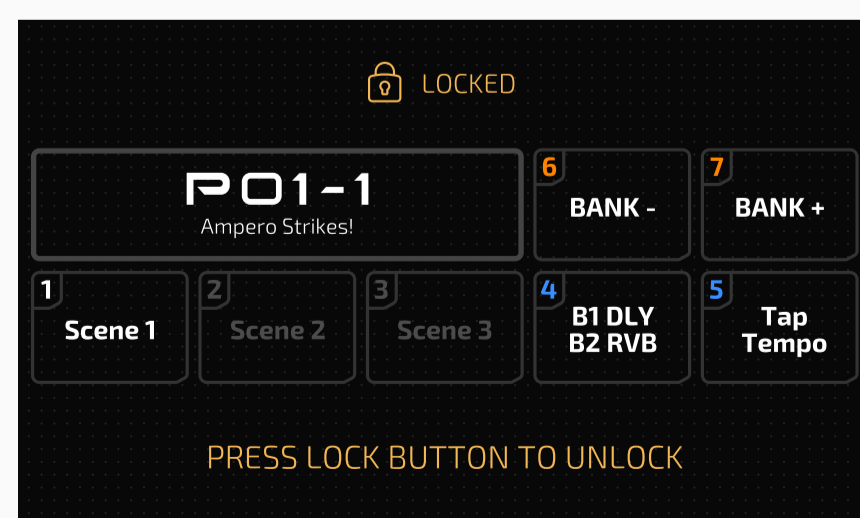 LOCKED
P01-1
Ampero Strikes!
6
BANK -
7
BANK +
1
Scene 1
2
Scene 2
3
Scene 3
4
B1 DLY
B2 RVB
5
Tap
Tempo
PRESS LOCK BUTTON TO UNLOCK